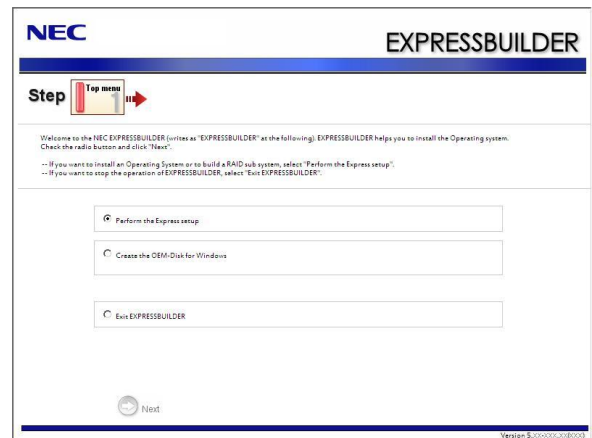 NEC
EXPRESSBUILDER
Step
Top menu
1
Welcome to the NEC EXPRESSBUILDER (writes as "EXPRESSBUILDER" at the following). EXPRESSBUILDER helps you to install the Operating system.
Check the radio button and click "Next".
-- If you want to install an Operating System or to build a RAID sub system, select "Perform the Express setup".
-- If you want to stop the operation of EXPRESSBUILDER, select "Exit EXPRESSBUILDER".
Perform the Express setup
Create the OEM-Disk for Windows
Exit EXPRESSBUILDER
Next
Version 5.